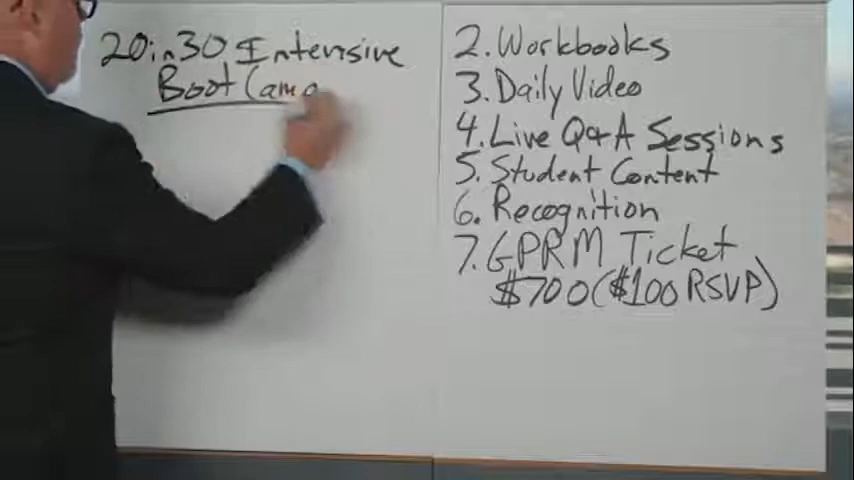 20in30 Intensive
Boot Camp
2. Workbooks
3. Daily Video
4. Live Q&A Sessions
5. Student Content
6. Recognition
7. GPRM Ticket
$700($100 RSVP)